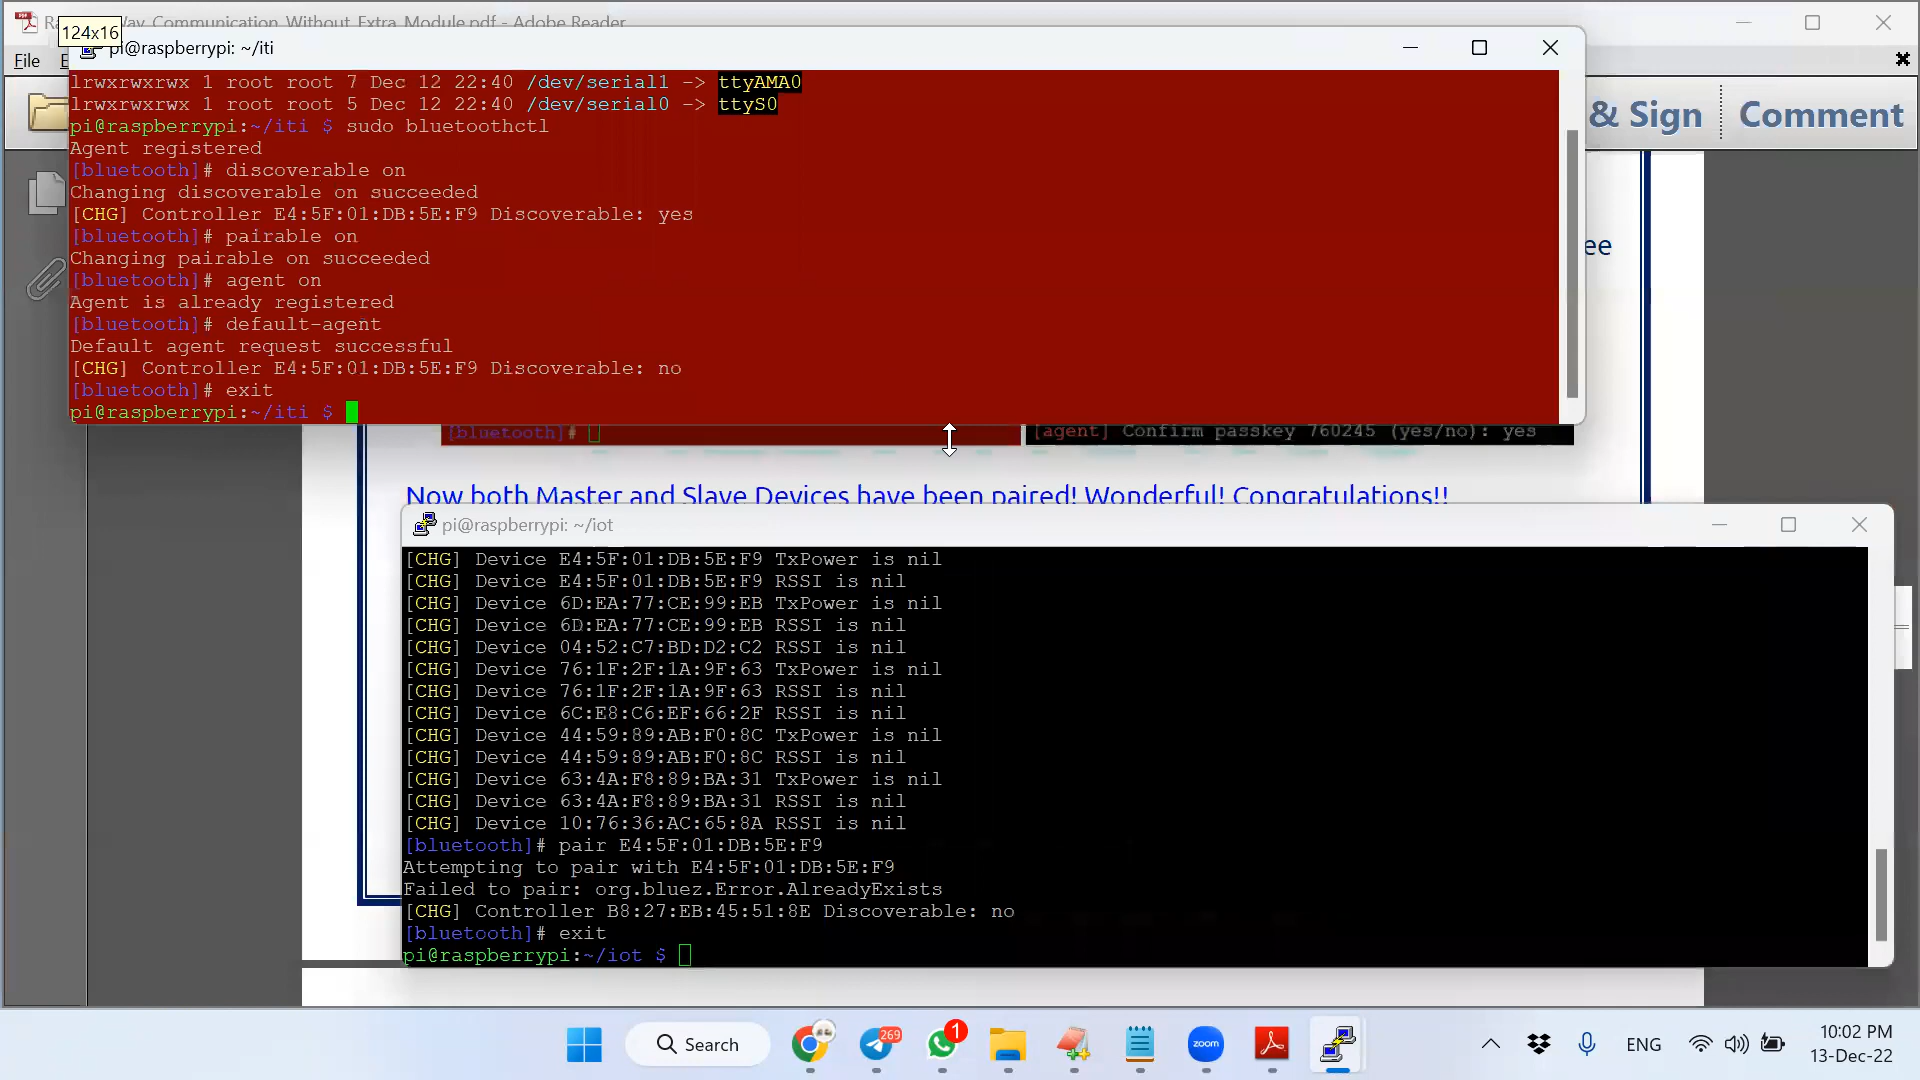 Way_Communication_Without_Extra_Module.pdf - Adobe Reader
124x16
pi@raspberrypi: ~/iti
File
lrwxrwxrwx 1 root root 7 Dec 12 22:40 /dev/serial1 -> ttyAMA0
lrwxrwxrwx 1 root root 5 Dec 12 22:40 /dev/serial0 -> ttyS0
pi@raspberrypi:~/iti $ sudo bluetoothctl
Agent registered
[bluetooth]# discoverable on
Changing discoverable on succeeded
[CHG] Controller E4:5F:01:DB:5E:F9 Discoverable: yes
[bluetooth]# pairable on
Changing pairable on succeeded
[bluetooth]# agent on
Agent is already registered
[bluetooth]# default-agent
Default agent request successful
[CHG] Controller E4:5F:01:DB:5E:F9 Discoverable: no
[bluetooth]# exit
pi@raspberrypi:~/iti $
& Sign
Comment
ee
[bluetooth]#
[agent] Confirm passkey 760245 (yes/no): yes
Now both Master and Slave Devices have been paired! Wonderful! Congratulations!!
pi@raspberrypi: ~/iot
[CHG] Device E4:5F:01:DB:5E:F9 TxPower is nil
[CHG] Device E4:5F:01:DB:5E:F9 RSSI is nil
[CHG] Device 6D:EA:77:CE:99:EB TxPower is nil
[CHG] Device 6D:EA:77:CE:99:EB RSSI is nil
[CHG] Device 04:52:C7:BD:D2:C2 RSSI is nil
[CHG] Device 76:1F:2F:1A:9F:63 TxPower is nil
[CHG] Device 76:1F:2F:1A:9F:63 RSSI is nil
[CHG] Device 6C:E8:C6:EF:66:2F RSSI is nil
[CHG] Device 44:59:89:AB:F0:8C TxPower is nil
[CHG] Device 44:59:89:AB:F0:8C RSSI is nil
[CHG] Device 63:4A:F8:89:BA:31 TxPower is nil
[CHG] Device 63:4A:F8:89:BA:31 RSSI is nil
[CHG] Device 10:76:36:AC:65:8A RSSI is nil
[bluetooth]# pair E4:5F:01:DB:5E:F9
Attempting to pair with E4:5F:01:DB:5E:F9
Failed to pair: org.bluez.Error.AlreadyExists
[CHG] Controller B8:27:EB:45:51:8E Discoverable: no
[bluetooth]# exit
pi@raspberrypi:~/iot $
Search
269
1
zoom
ENG
10:02 PM
13-Dec-22